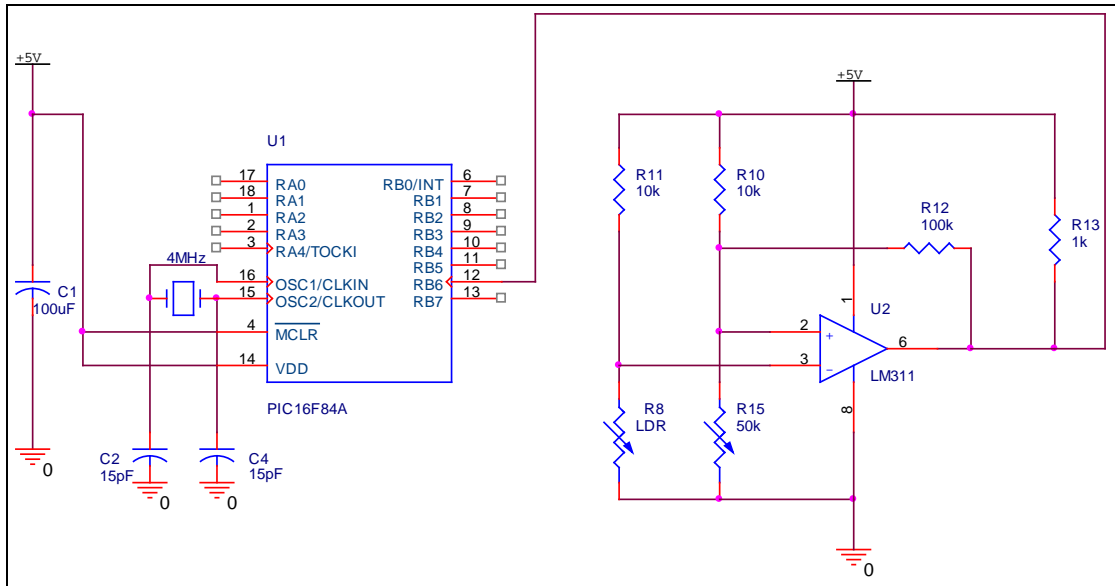 +5V
C1
100uF
0
U1
17 RA0
18 RA1
1 RA2
2 RA3
3 RA4/TOCKI
4MHz
16 OSC1/CLKIN
15 OSC2/CLKOUT
4 MCLR
14 VDD
RB0/INT 6
RB1 7
RB2 8
RB3 9
RB4 10
RB5 11
RB6 12
RB7 13
PIC16F84A
C2
15pF
0
C4
15pF
0
+5V
R11
10k
R10
10k
R12
100k
R13
1k
1
U2
2
+
3
-
6
LM311
8
R8
LDR
R15
50k
0